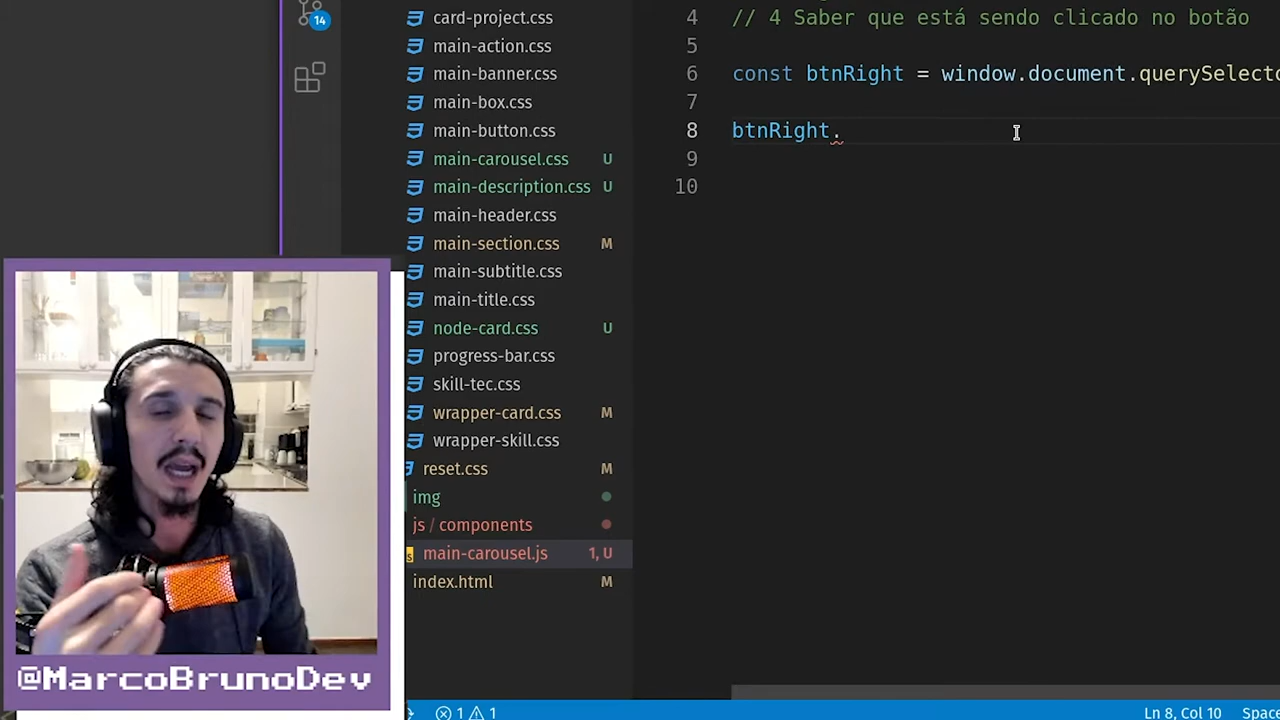 14
card-project.css
main-action.css
main-banner.css
main-box.css
main-button.css
main-carousel.css U
main-description.css U
main-header.css
main-section.css M
main-subtitle.css
main-title.css
node-card.css U
progress-bar.css
skill-tec.css
wrapper-card.css M
wrapper-skill.css
reset.css M
img
js / components
main-carousel.js 1, U
index.html M
4 // 4 Saber que está sendo clicado no botão
5
6 const btnRight = window.document.querySelecto
7
8 btnRight.
9
10
@MarcoBrunoDev
1 1 Ln 8, Col 10 Space